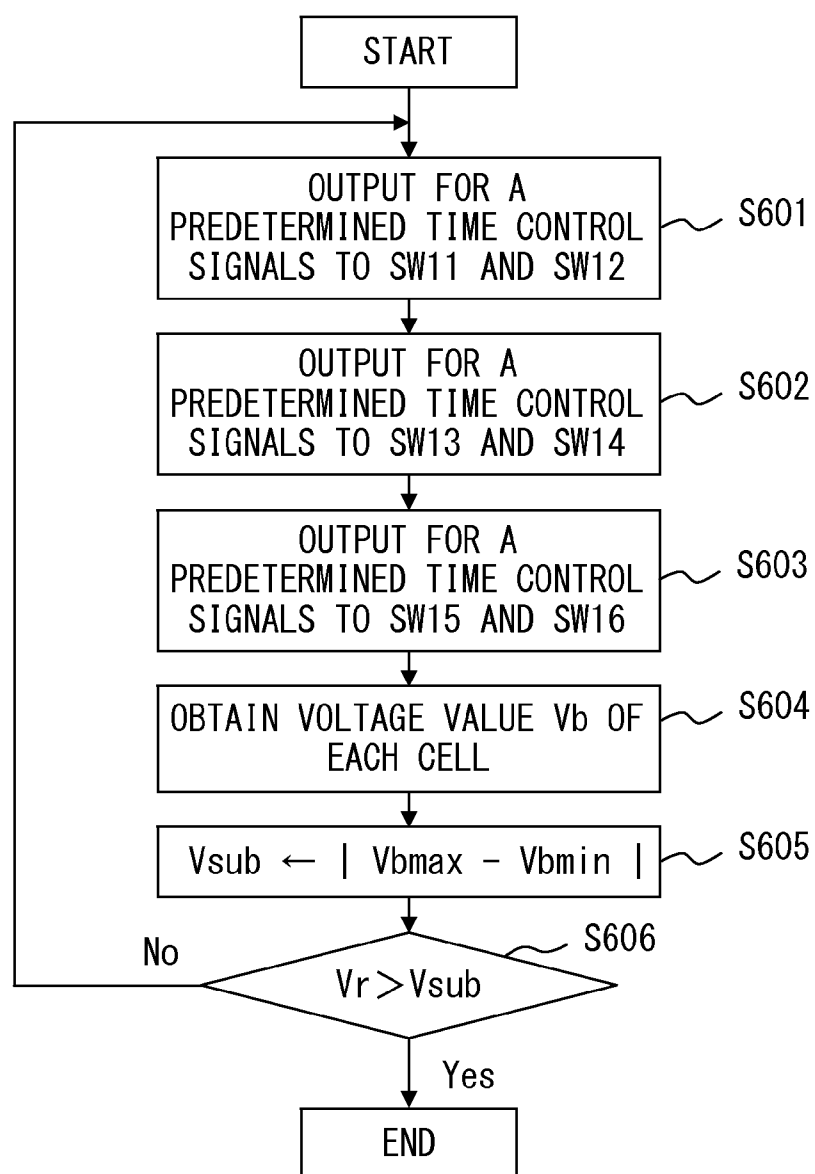 START
OUTPUT FOR A
PREDETERMINED TIME CONTROL
SIGNALS TO SW11 AND SW12
S601
OUTPUT FOR A
PREDETERMINED TIME CONTROL
SIGNALS TO SW13 AND SW14
S602
OUTPUT FOR A
PREDETERMINED TIME CONTROL
SIGNALS TO SW15 AND SW16
S603
OBTAIN VOLTAGE VALUE Vb OF
EACH CELL
S604
Vsub ← | Vbmax - Vbmin |
S605
S606
No
Vr＞Vsub
Yes
END